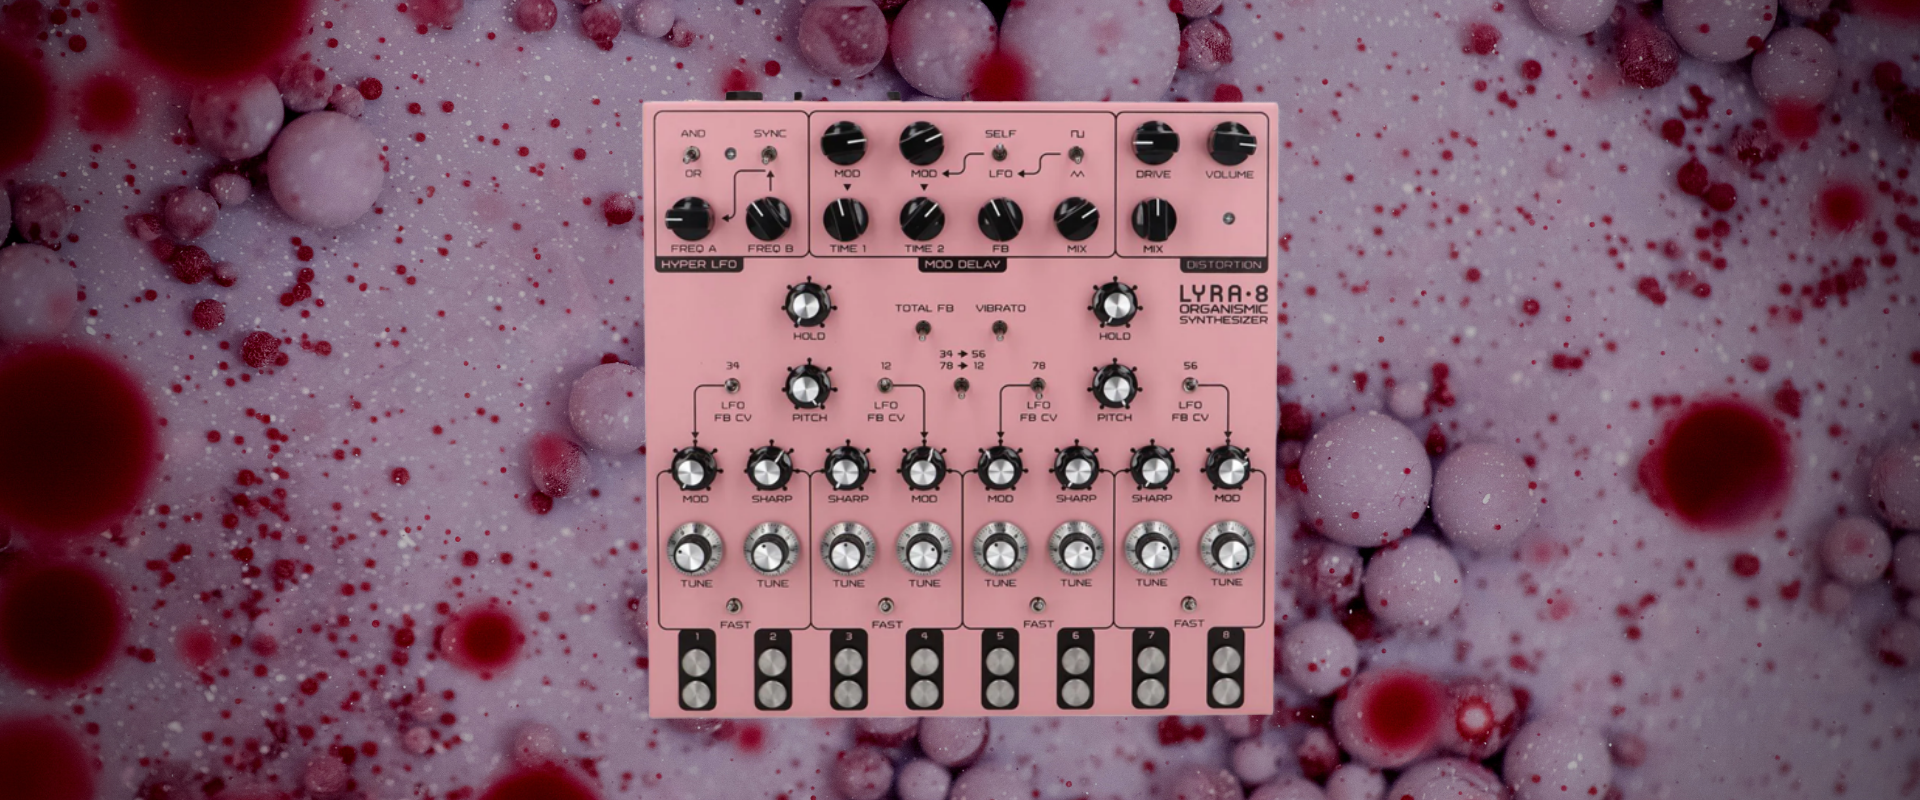 AND SYNC SELF
OR MOD MOD LFO DRIVE VOLUME
FREQ A FREQ B TIME 1 TIME 2 FB MIX MIX
HYPER LFO MOD DELAY DISTORTION
LYRA·8
ORGANISMIC
SYNTHESIZER
TOTAL FB VIBRATO
HOLD HOLD
34 → 56
78 → 12
34 12 78 56
LFO LFO LFO LFO
FB CV PITCH FB CV FB CV PITCH FB CV
MOD SHARP SHARP MOD MOD SHARP SHARP MOD
TUNE TUNE TUNE TUNE TUNE TUNE TUNE TUNE
FAST FAST FAST FAST
1 2 3 4 5 6 7 8